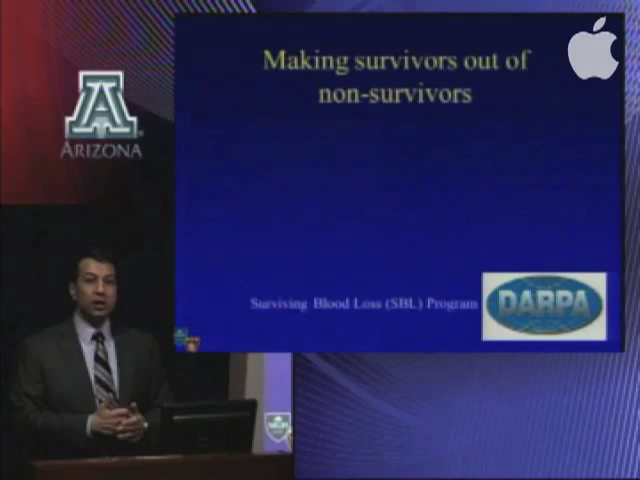 Making survivors out of
non-survivors
ARIZONA
Surviving Blood Loss (SBL) Program
DARPA